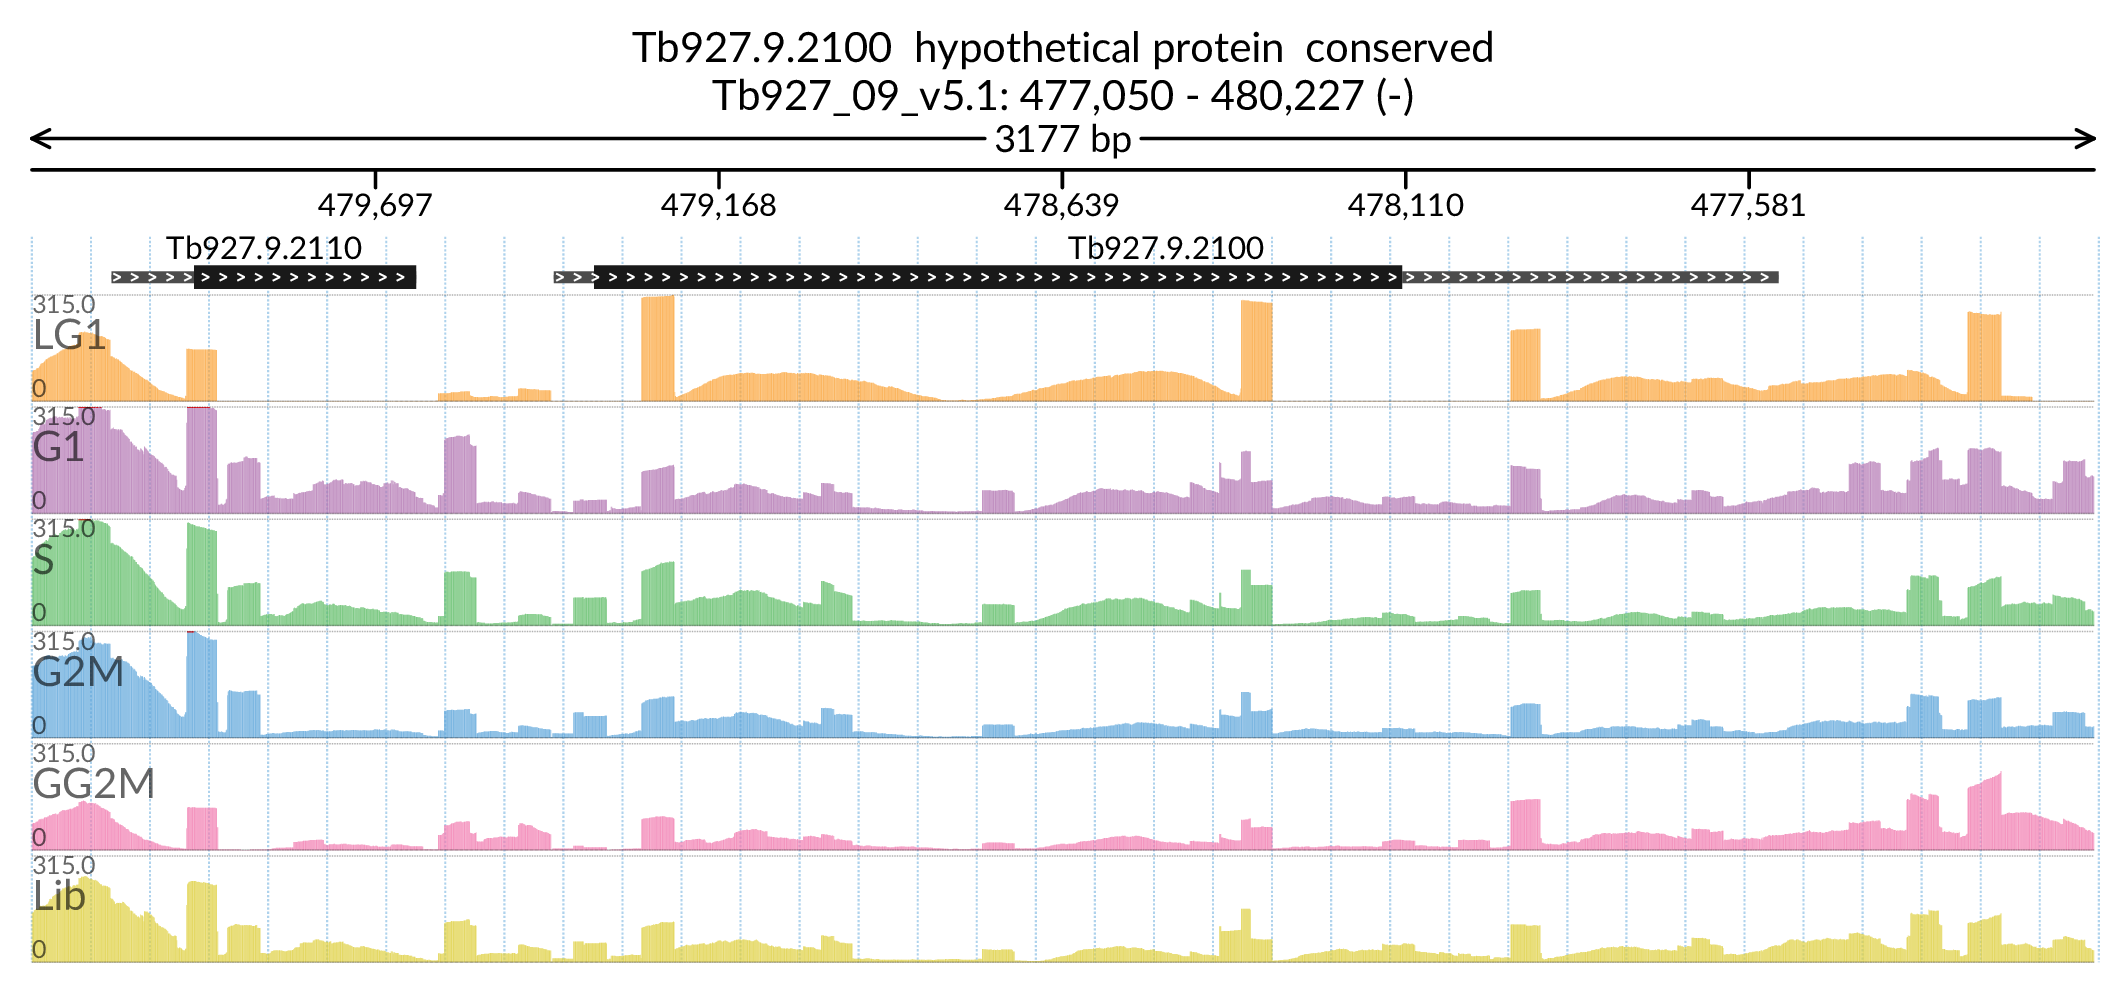 Tb927.9.2100  hypothetical protein  conserved
Tb927_09_v5.1: 477,050 - 480,227 (-)
3177 bp
479,697 479,168 478,639 478,110 477,581
Tb927.9.2110 Tb927.9.2100
315.0
LG1
0
315.0
G1
0
315.0
S
0
315.0
G2M
0
315.0
GG2M
0
315.0
Lib
0